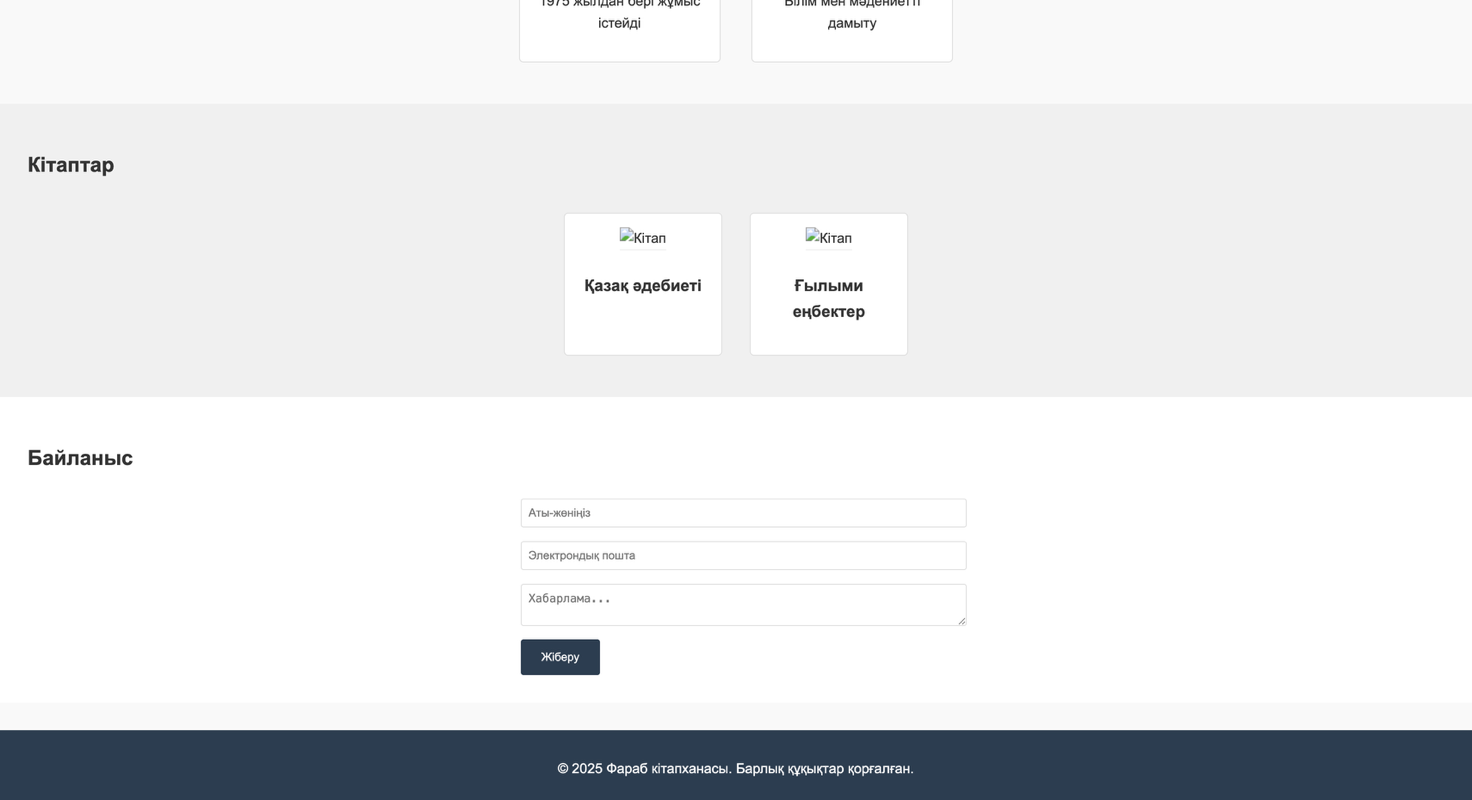 1975 жылдан бері жұмыс
істейді
Білім мен мәдениетті
дамыту
Кітаптар
Кітап
Қазақ әдебиеті
Кітап
Ғылыми
еңбектер
Байланыс
Аты-жөніңіз
Электрондық пошта
Хабарлама...
Жіберу
© 2025 Фараб кітапханасы. Барлық құқықтар қорғалған.